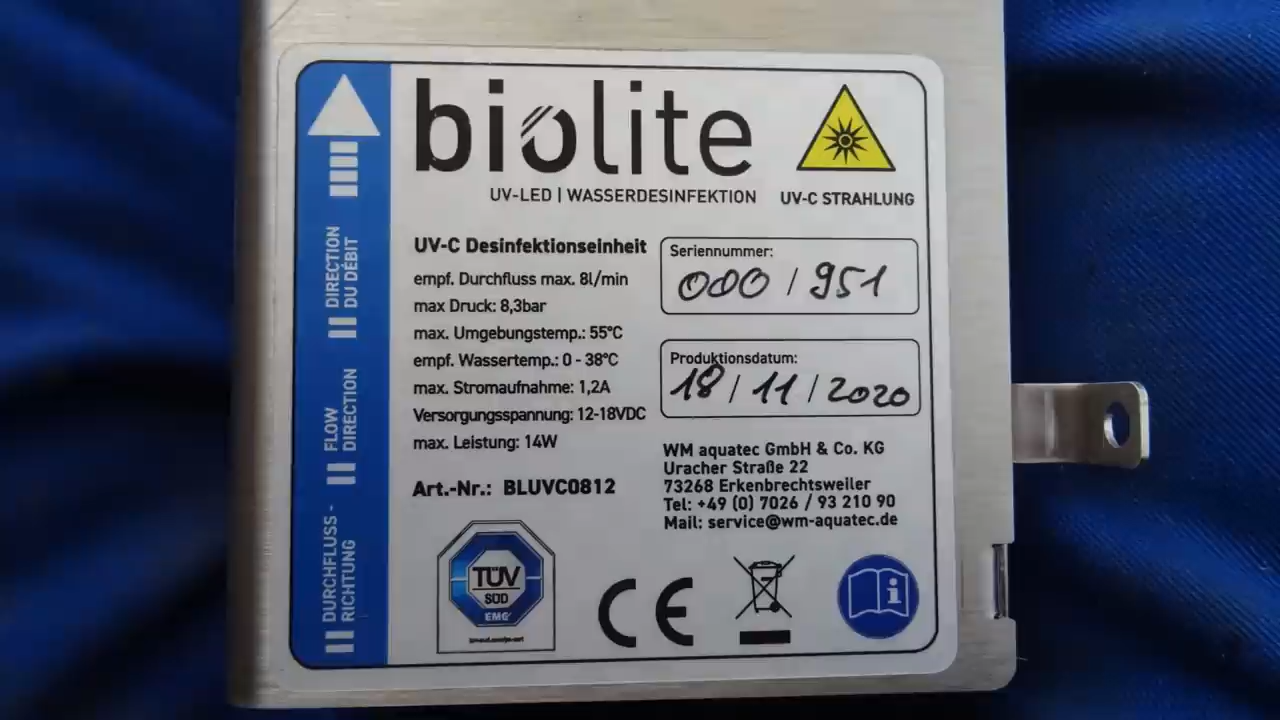 biolite
UV-LED | WASSERDESINFEKTION
UV-C STRAHLUNG
DIRECTION
DU DÉBIT
FLOW
DIRECTION
DURCHFLUSS -
RICHTUNG
UV-C Desinfektionseinheit
empf. Durchfluss max. 8l/min
max Druck: 8,3bar
max. Umgebungstemp.: 55°C
empf. Wassertemp.: 0 - 38°C
max. Stromaufnahme: 1,2A
Versorgungsspannung: 12-18VDC
max. Leistung: 14W
Art.-Nr.: BLUVC0812
Seriennummer:
000 / 951
Produktionsdatum:
18 / 11 / 2020
WM aquatec GmbH & Co. KG
Uracher Straße 22
73268 Erkenbrechtsweiler
Tel: +49 (0) 7026 / 93 210 90
Mail: service@wm-aquatec.de
TÜV
SÜD
EMC
CE
i